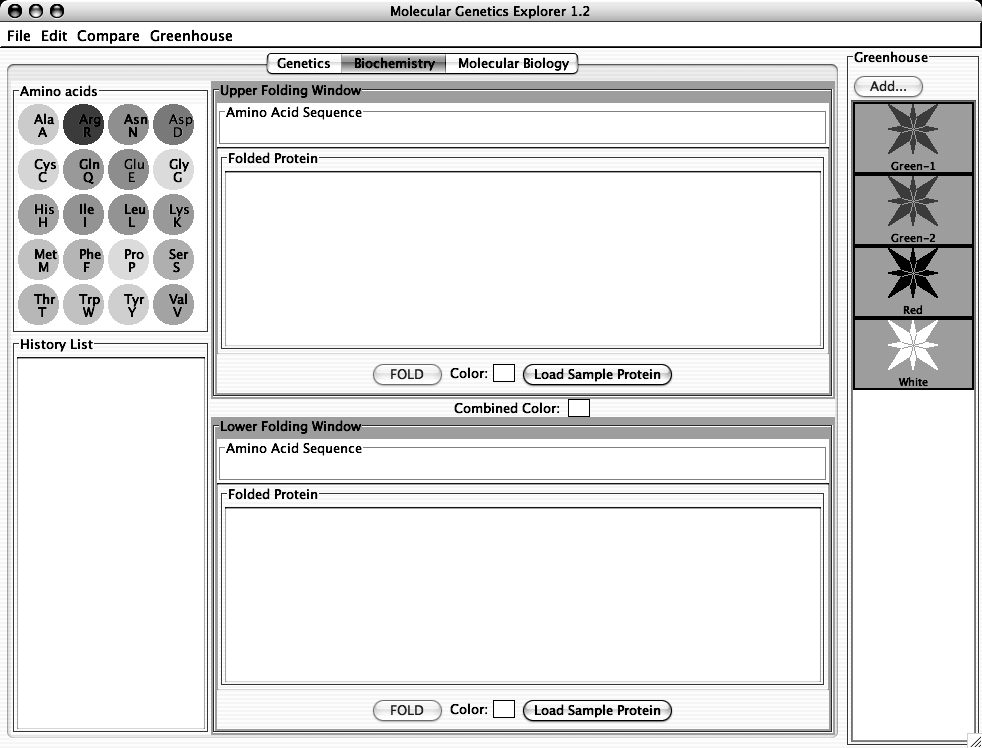 Molecular Genetics Explorer 1.2
File Edit Compare Greenhouse
Genetics Biochemistry Molecular Biology
Amino acids
Ala Arg Asn Asp
A R N D
Cys Gln Glu Gly
C Q E G
His Ile Leu Lys
H I L K
Met Phe Pro Ser
M F P S
Thr Trp Tyr Val
T W Y V
History List
Upper Folding Window
Amino Acid Sequence
Folded Protein
FOLD Color: Load Sample Protein
Combined Color:
Lower Folding Window
Amino Acid Sequence
Folded Protein
FOLD Color: Load Sample Protein
Greenhouse
Add...
Green-1
Green-2
Red
White